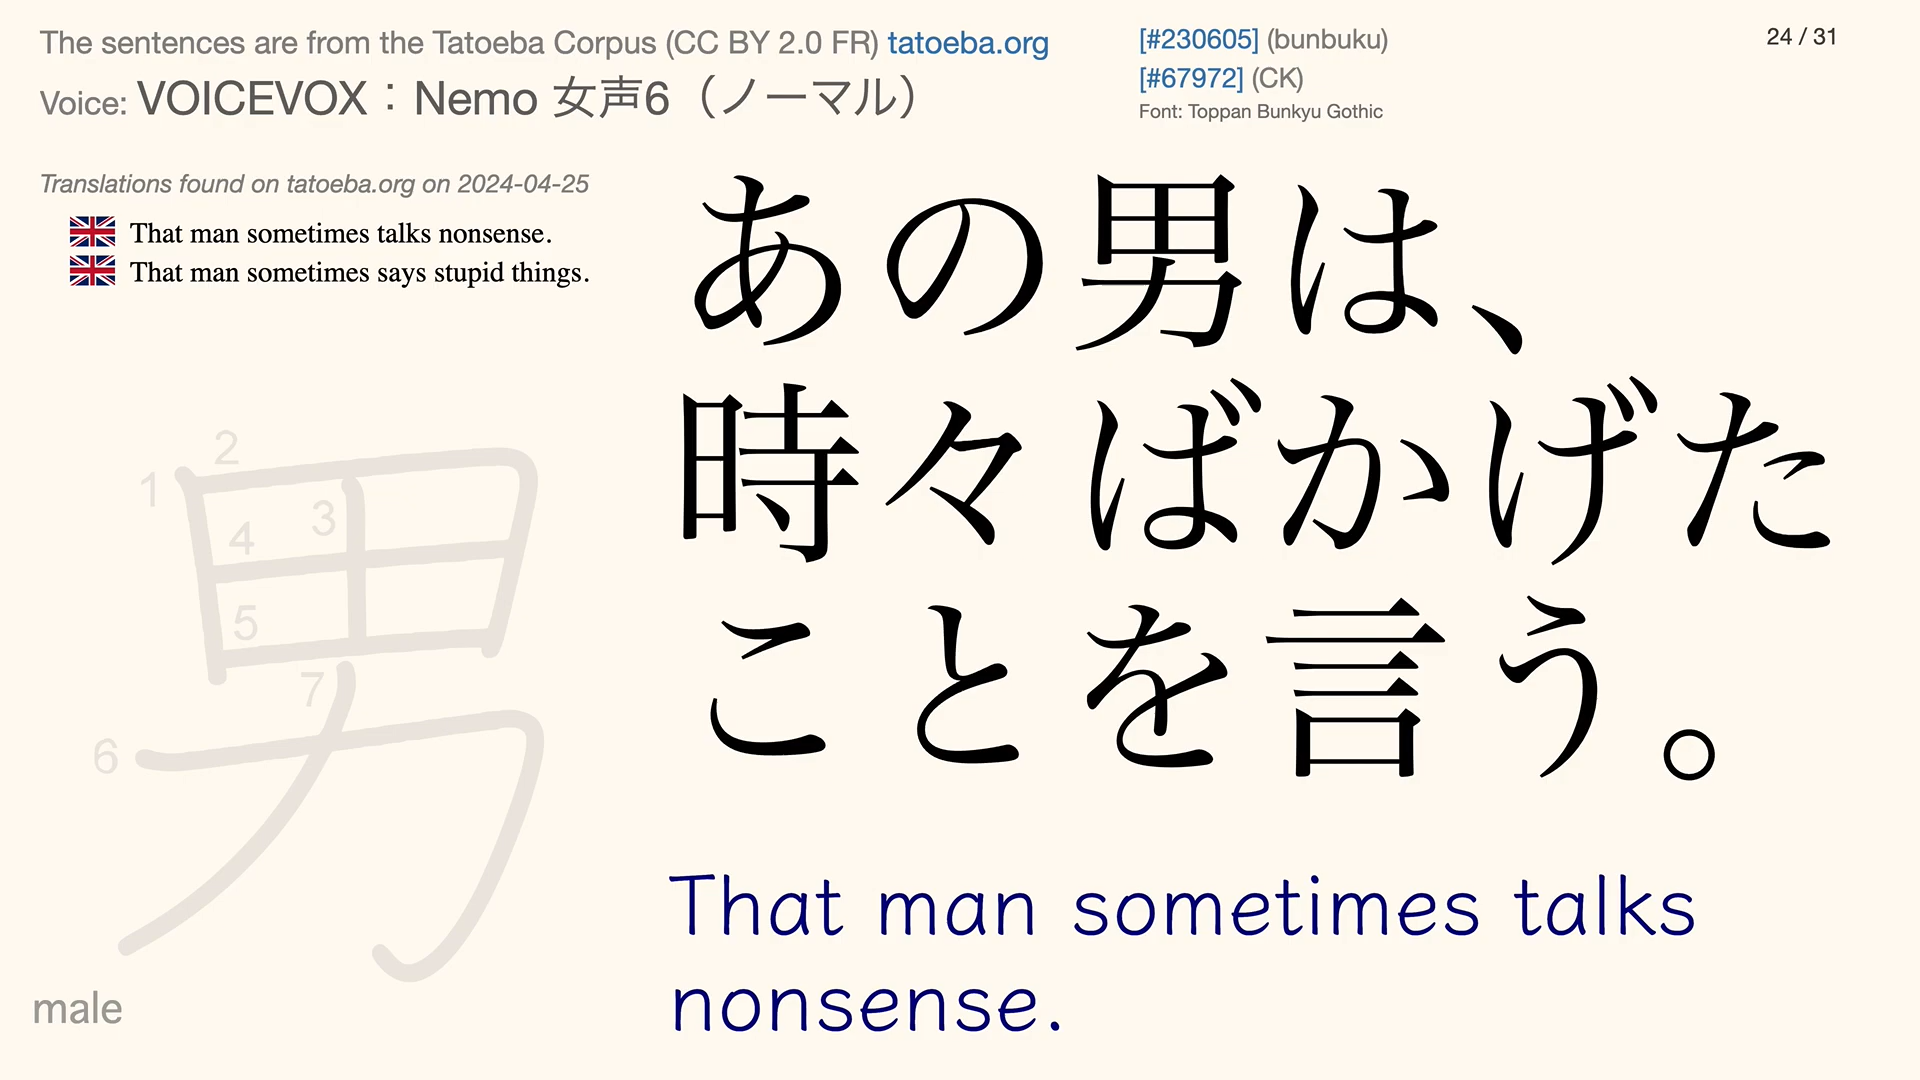 The sentences are from the Tatoeba Corpus (CC BY 2.0 FR) tatoeba.org
Voice: VOICEVOX：Nemo 女声6（ノーマル）
[#230605] (bunbuku)
[#67972] (CK)
Font: Toppan Bunkyu Gothic
24 / 31
Translations found on tatoeba.org on 2024-04-25
That man sometimes talks nonsense.
That man sometimes says stupid things.
あの男は、
時々ばかげた
ことを言う。
1
2
3
4
5
6
7
男
male
That man sometimes talks
nonsense.